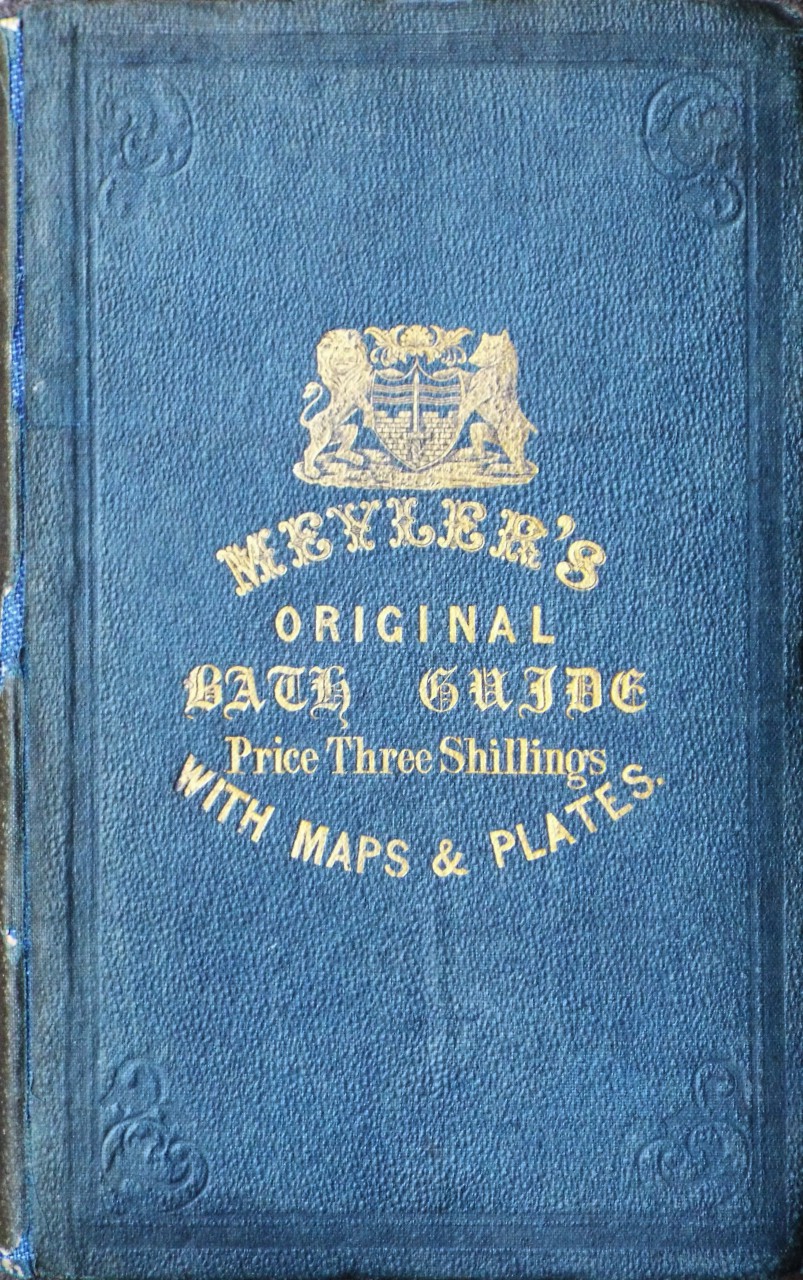 MEYLER'S
ORIGINAL
BATH GUIDE
Price Three Shillings
WITH MAPS & PLATES.